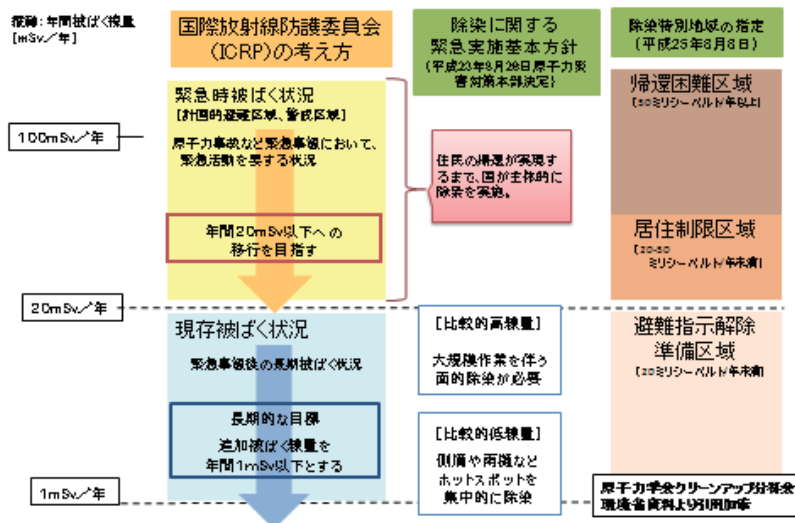 縦軸：年間被ばく線量
[mSv／年]
国際放射線防護委員会
(ICRP)の考え方
除染に関する
緊急実施基本方針
(平成23年8月26日原子力災
害対策本部決定)
除染特別地域の指定
(平成25年8月8日)
緊急時被ばく状況
【計画的避難区域、警戒区域】
原子力事故など緊急事態において、
緊急活動を要する状況
100mSv／年
年間20mSv以下への
移行を目指す
住民の帰還が実現す
るまで、国が主体的に
除染を実施。
帰還困難区域
[50ミリシーベルト/年以上]
居住制限区域
[20-50
ミリシーベルト/年未満]
20mSv／年
現存被ばく状況
緊急事態後の長期被ばく状況
長期的な目標
追加被ばく線量を
年間1mSv以下とする
[比較的高線量]
大規模作業を伴う
面的除染が必要
[比較的低線量]
側溝や雨樋など
ホットスポットを
集中的に除染
避難指示解除
準備区域
[20ミリシーベルト/年未満]
1mSv／年
原子力学会クリーンアップ分科会
環境省資料より引用加筆